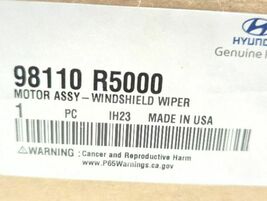 HYUND
Genuine
98110 R5000
MOTOR ASSY-WINDSHIELD WIPER
1 PC IH23 MADE IN USA
⚠WARNING : Cancer and Reproductive Harm
www.P65Warnings.ca.gov